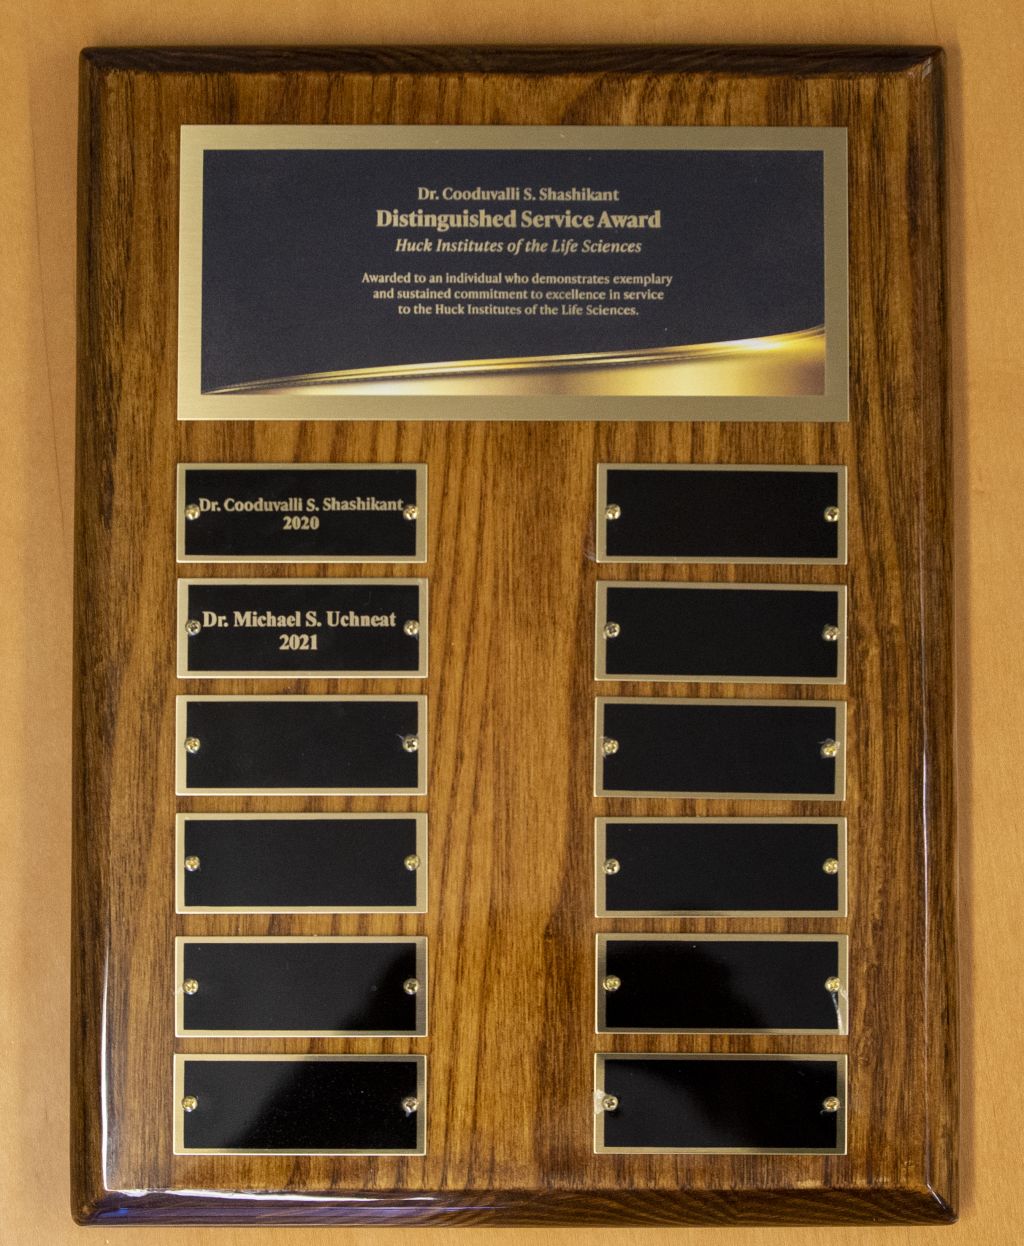 Dr. Cooduvalli S. Shashikant
Distinguished Service Award
Huck Institutes of the Life Sciences
Awarded to an individual who demonstrates exemplary
and sustained commitment to excellence in service
to the Huck Institutes of the Life Sciences.
Dr. Cooduvalli S. Shashikant
2020
Dr. Michael S. Uchneat
2021